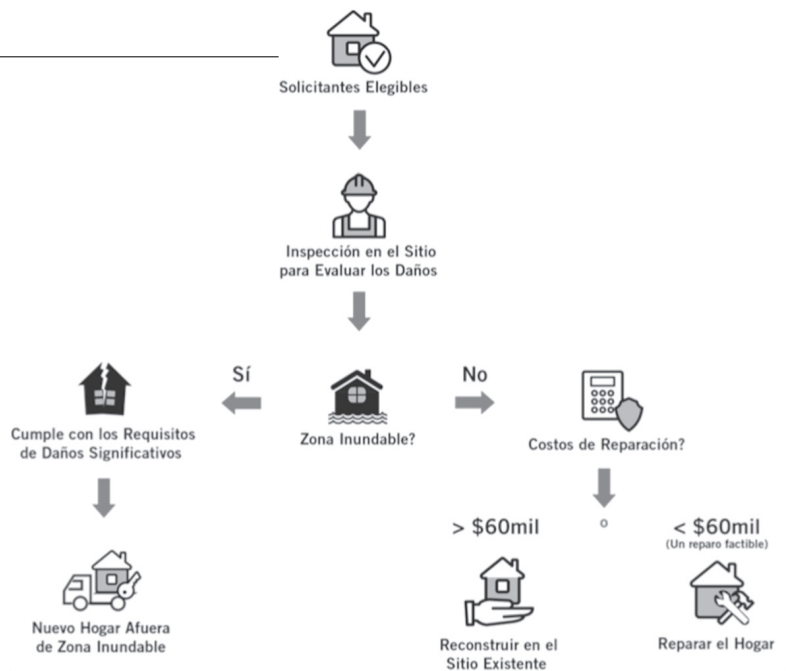 Solicitantes Elegibles
Inspección en el Sitio
para Evaluar los Daños
Sí
No
Cumple con los Requisitos
de Daños Significativos
Zona Inundable?
Costos de Reparación?
> $60mil
o
< $60mil
(Un reparo factible)
Nuevo Hogar Afuera
de Zona Inundable
Reconstruir en el
Sitio Existente
Reparar el Hogar